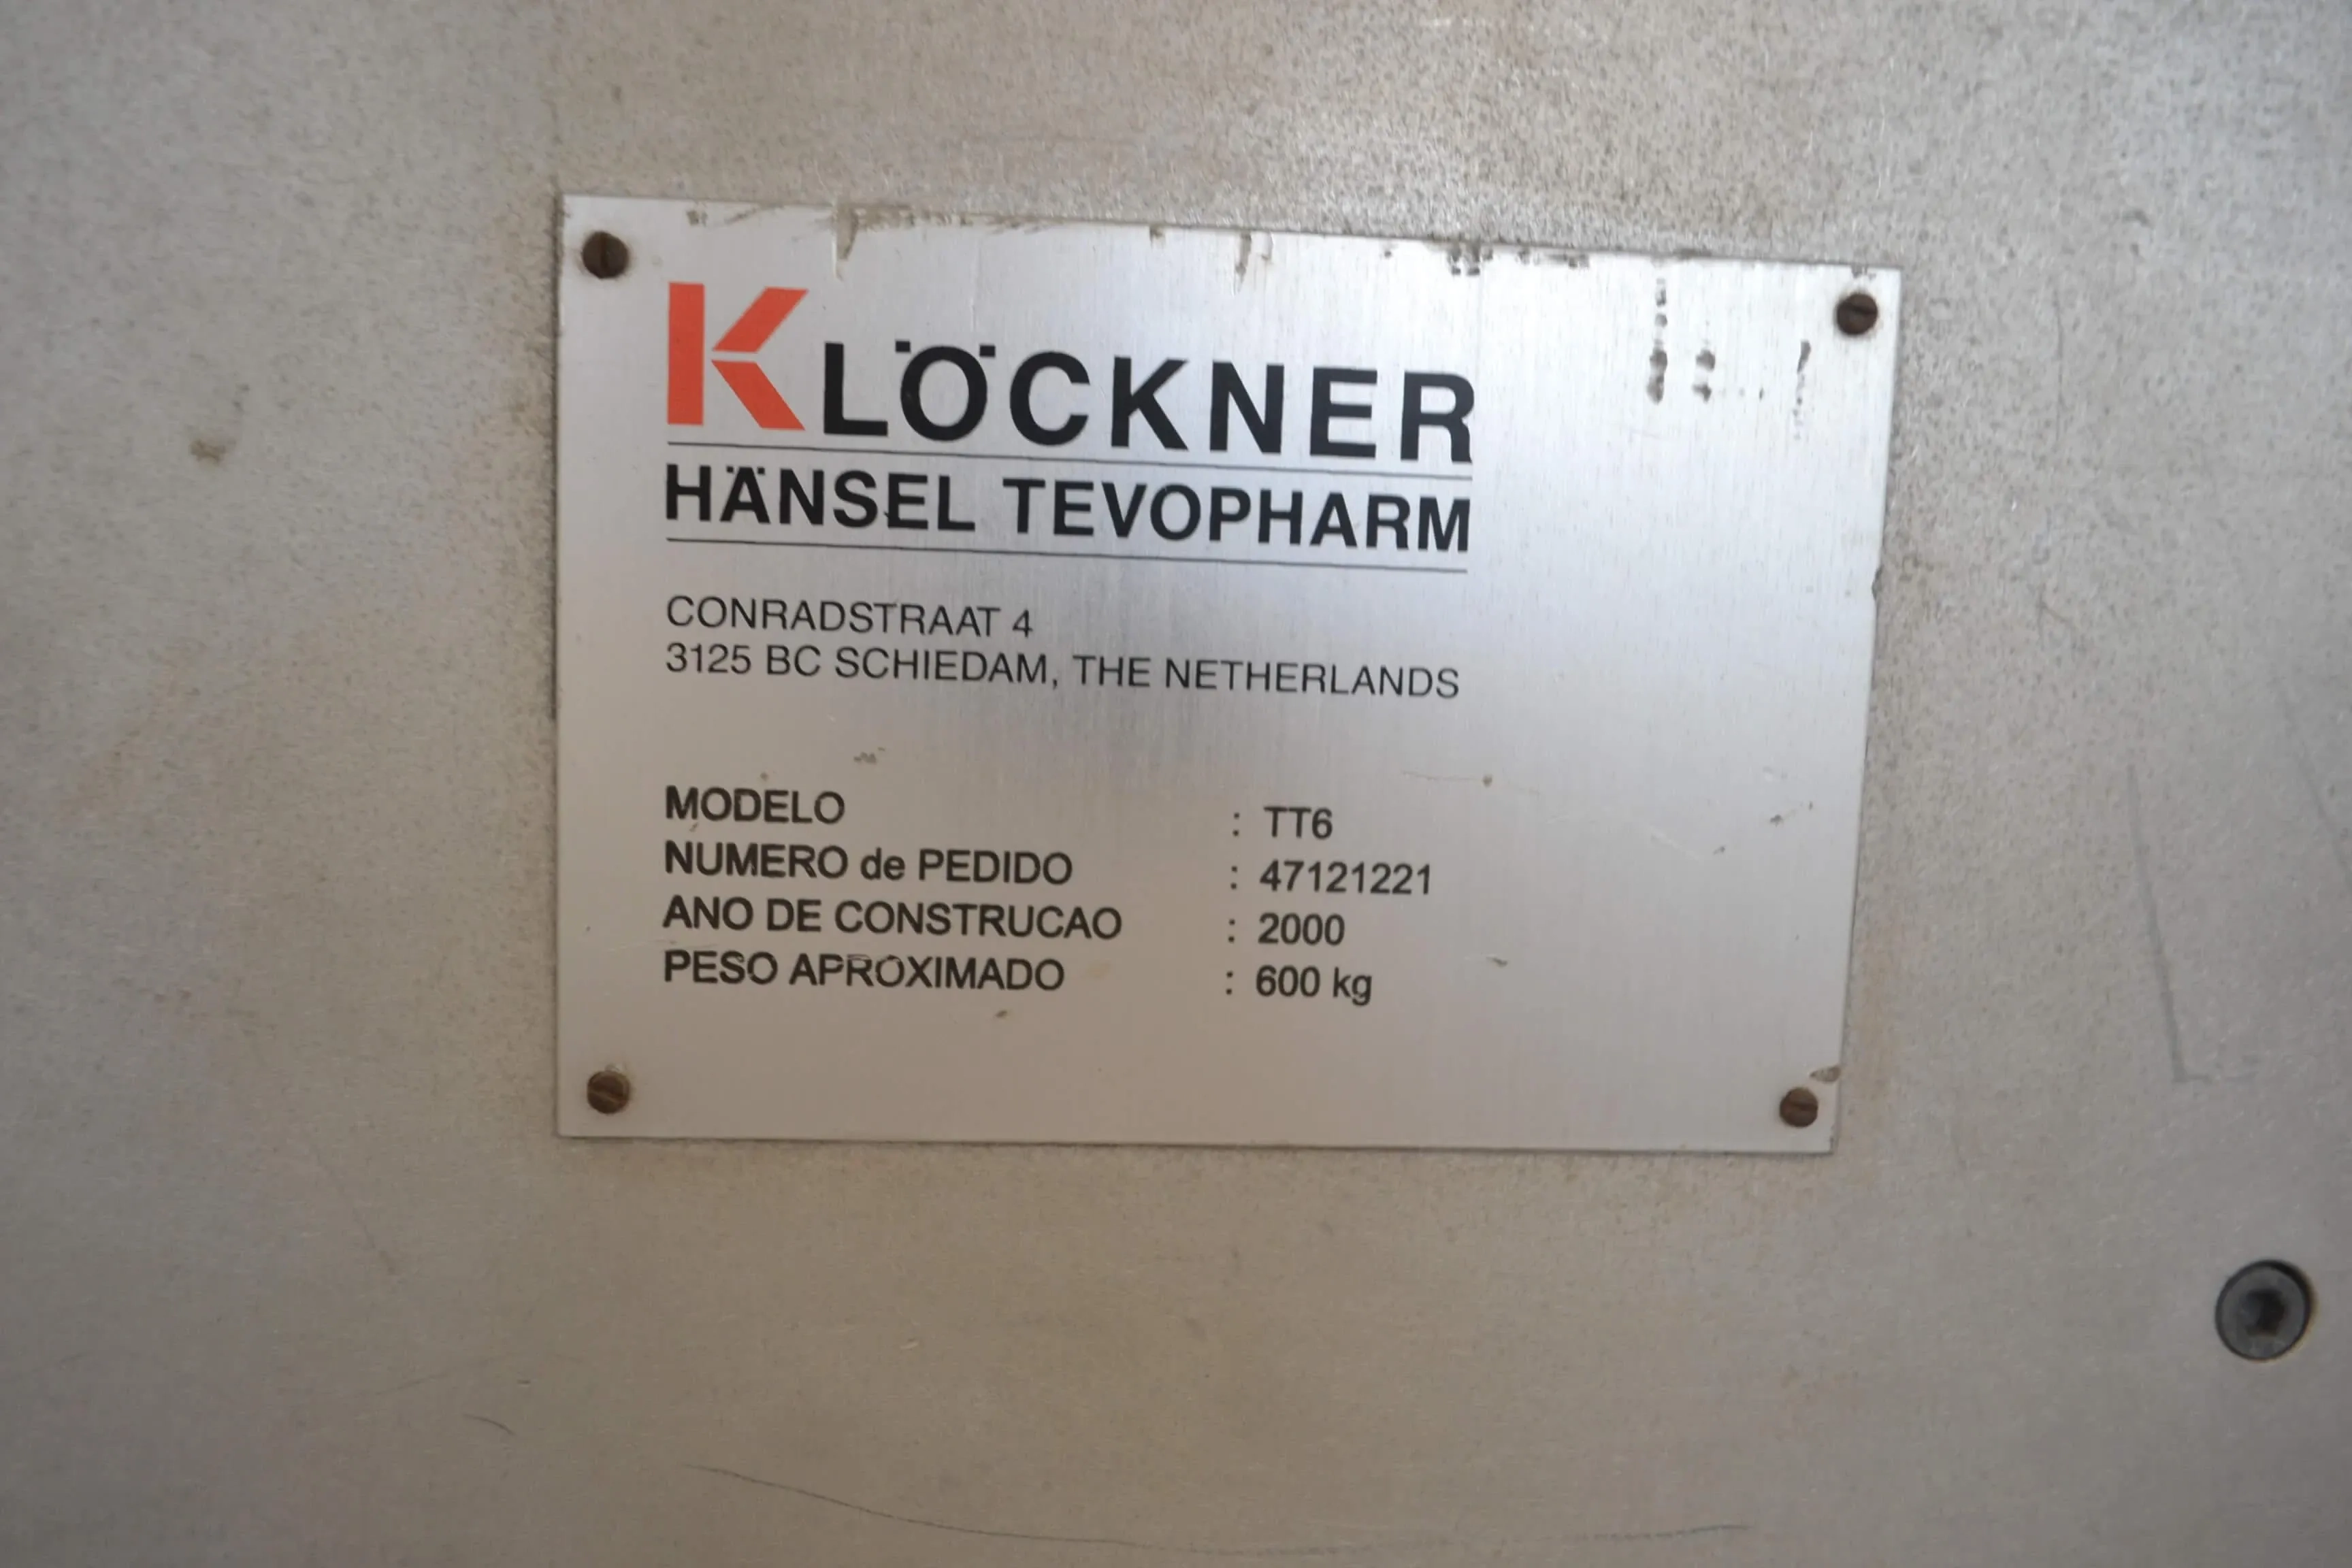 KLÖCKNER
HÄNSEL TEVOPHARM
CONRADSTRAAT 4
3125 BC SCHIEDAM, THE NETHERLANDS
MODELO : TT6
NUMERO de PEDIDO : 47121221
ANO DE CONSTRUCAO : 2000
PESO APROXIMADO : 600 kg